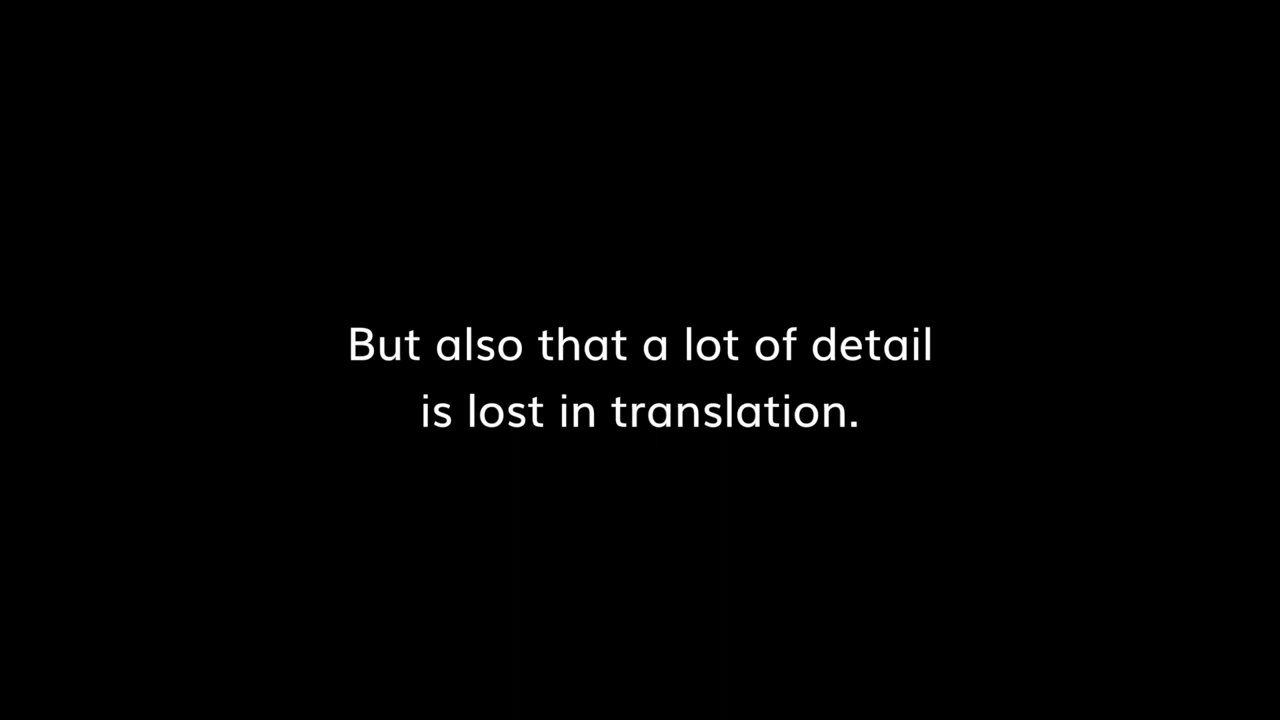 But also that a lot of detail
is lost in translation.